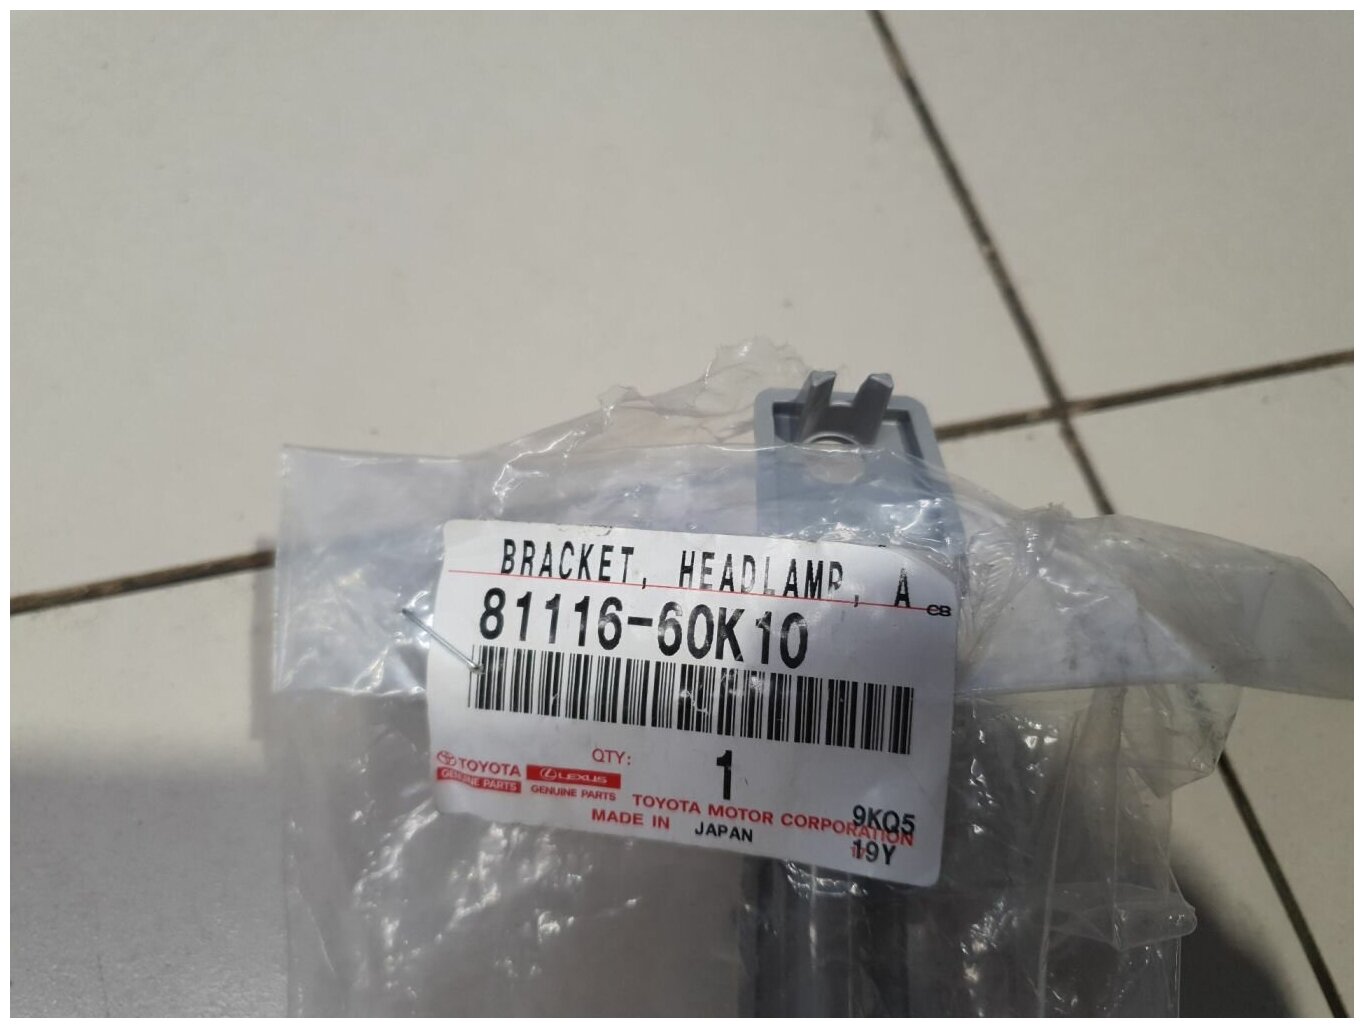 BRACKET, HEADLAMP, A
CB
81116-60K10
QTY: 1
TOYOTA
GENUINE PARTS
LEXUS
GENUINE PARTS
TOYOTA MOTOR CORPORATION
MADE IN JAPAN
9KQ5
19Y